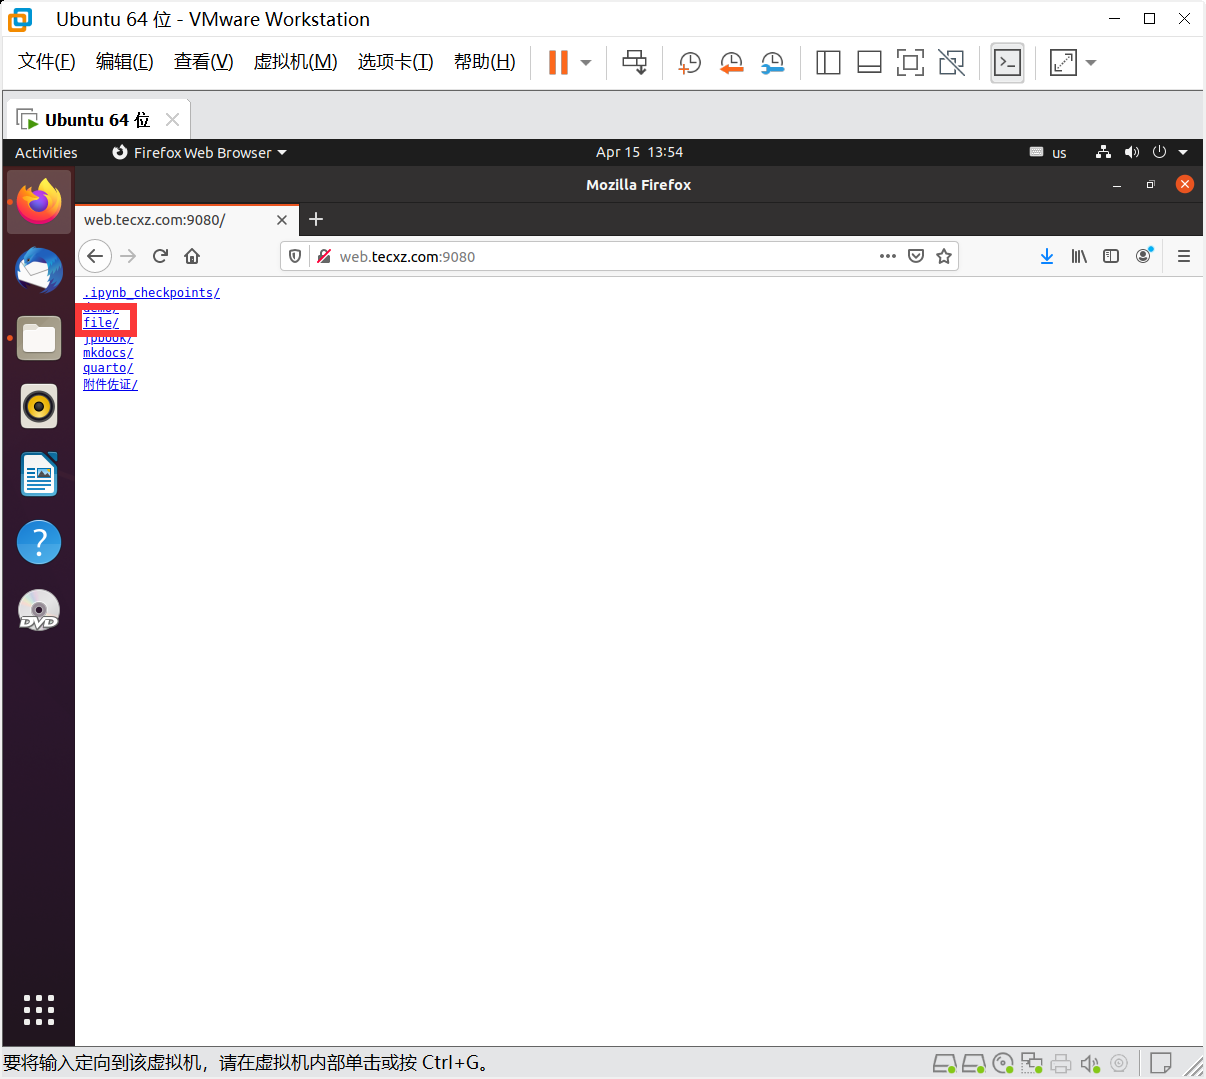 Ubuntu 64 位 - VMware Workstation
文件(F) 编辑(E) 查看(V) 虚拟机(M) 选项卡(T) 帮助(H)
Ubuntu 64 位
Activities Firefox Web Browser Apr 15 13:54 us
Mozilla Firefox
web.tecxz.com:9080/
web.tecxz.com:9080
.ipynb_checkpoints/
demo/
file/
jpbook/
mkdocs/
quarto/
附件佐证/
?
DVD
要将输入定向到该虚拟机，请在虚拟机内部单击或按 Ctrl+G。